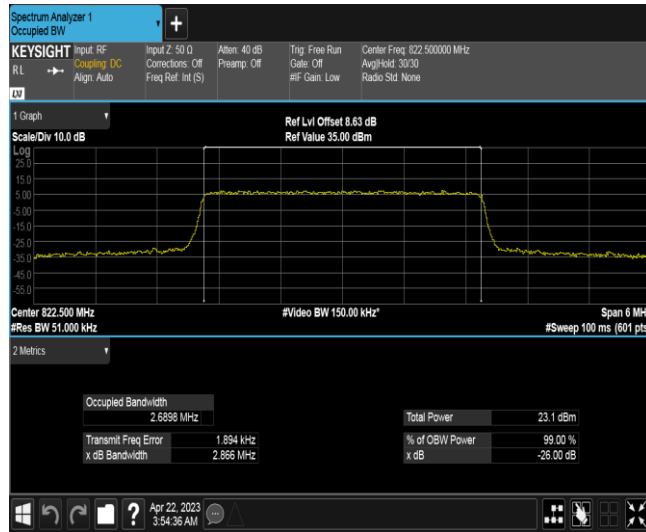 Spectrum Analyzer 1
Occupied BW
+
KEYSIGHT
Input: RF
Input Z: 50 Ω
Atten: 40 dB
Trig: Free Run
Center Freq: 822.500000 MHz
RL
Coupling: DC
Corrections: Off
Preamp: Off
Gate: Off
Avg|Hold: 30/30
Align: Auto
Freq Ref: Int (S)
#IF Gain: Low
Radio Std: None
LXI
1 Graph
Ref Lvl Offset 8.63 dB
Scale/Div 10.0 dB
Ref Value 35.00 dBm
Log
25.0
15.0
5.00
-5.00
-15.0
-25.0
-35.0
-45.0
-55.0
Center 822.500 MHz
#Video BW 150.00 kHz*
Span 6 MH
#Res BW 51.000 kHz
#Sweep 100 ms (601 pts
2 Metrics
Occupied Bandwidth
2.6898 MHz
Total Power
23.1 dBm
Transmit Freq Error
1.894 kHz
% of OBW Power
99.00 %
x dB Bandwidth
2.866 MHz
x dB
-26.00 dB
?
Apr 22, 2023
3:54:36 AM